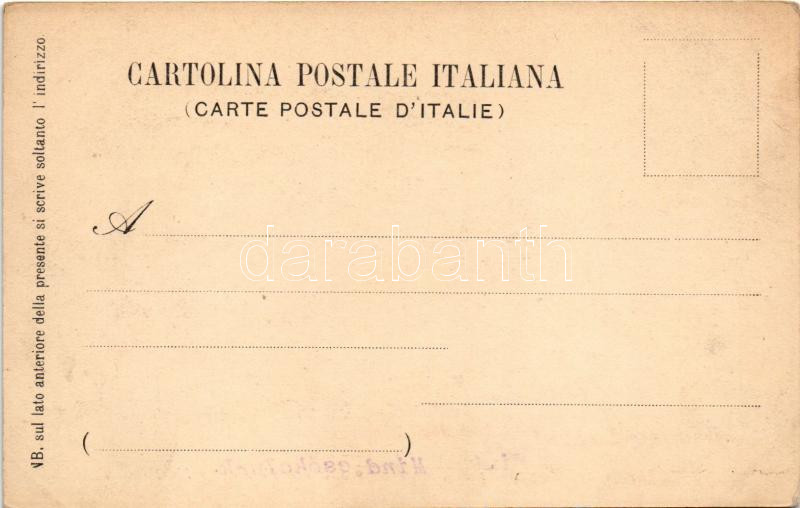 CARTOLINA POSTALE ITALIANA
(CARTE POSTALE D'ITALIE)
A
darabanth
( )
NB. sul lato anteriore della presente si scrive soltanto l'indirizzo